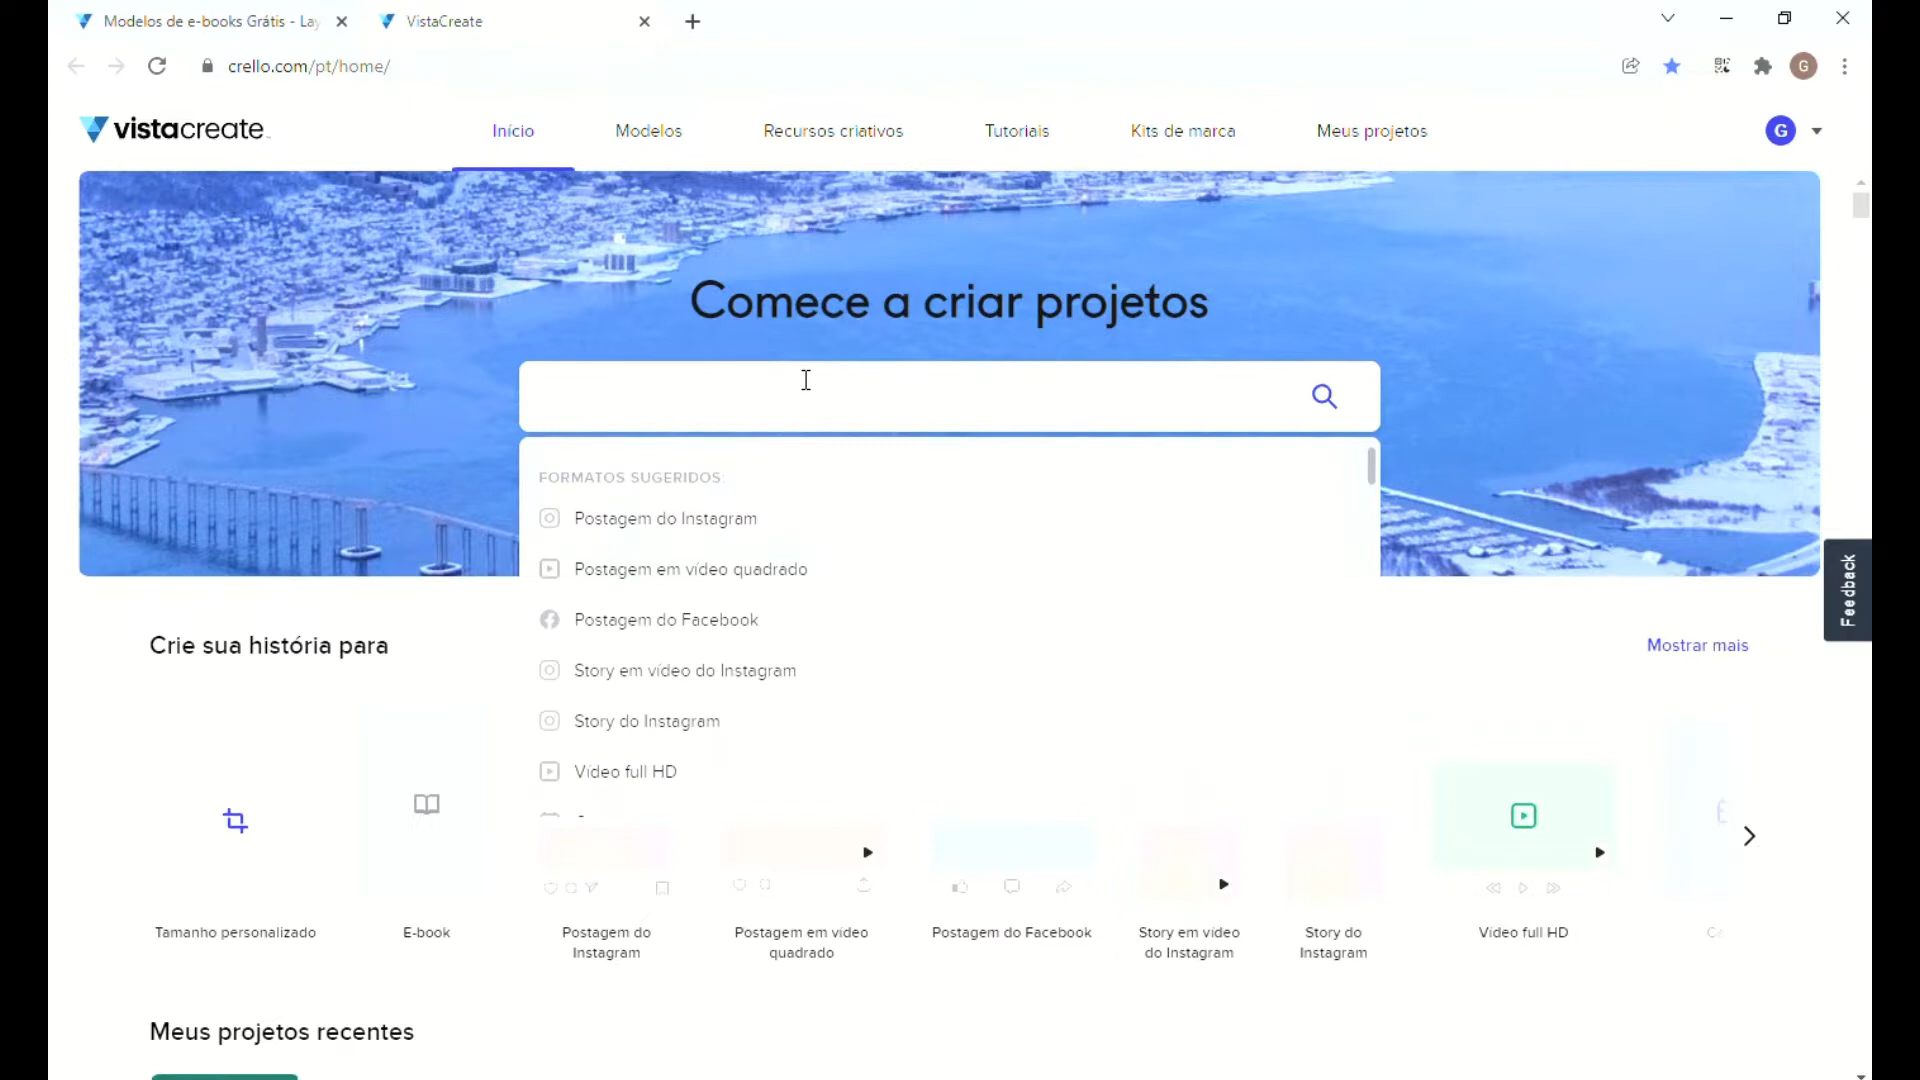 Modelos de e-books Grátis - La
VistaCreate
crello.com/pt/home/
G
vistacreate
Início
Modelos
Recursos criativos
Tutoriais
Kits de marca
Meus projetos
G
Comece a criar projetos
FORMATOS SUGERIDOS:
Postagem do Instagram
Postagem em vídeo quadrado
Postagem do Facebook
Story em vídeo do Instagram
Story do Instagram
Vídeo full HD
Feedback
Crie sua história para
Mostrar mais
Tamanho personalizado
E-book
Postagem do
Instagram
Postagem em vídeo
quadrado
Postagem do Facebook
Story em vídeo
do Instagram
Story do
Instagram
Vídeo full HD
Meus projetos recentes